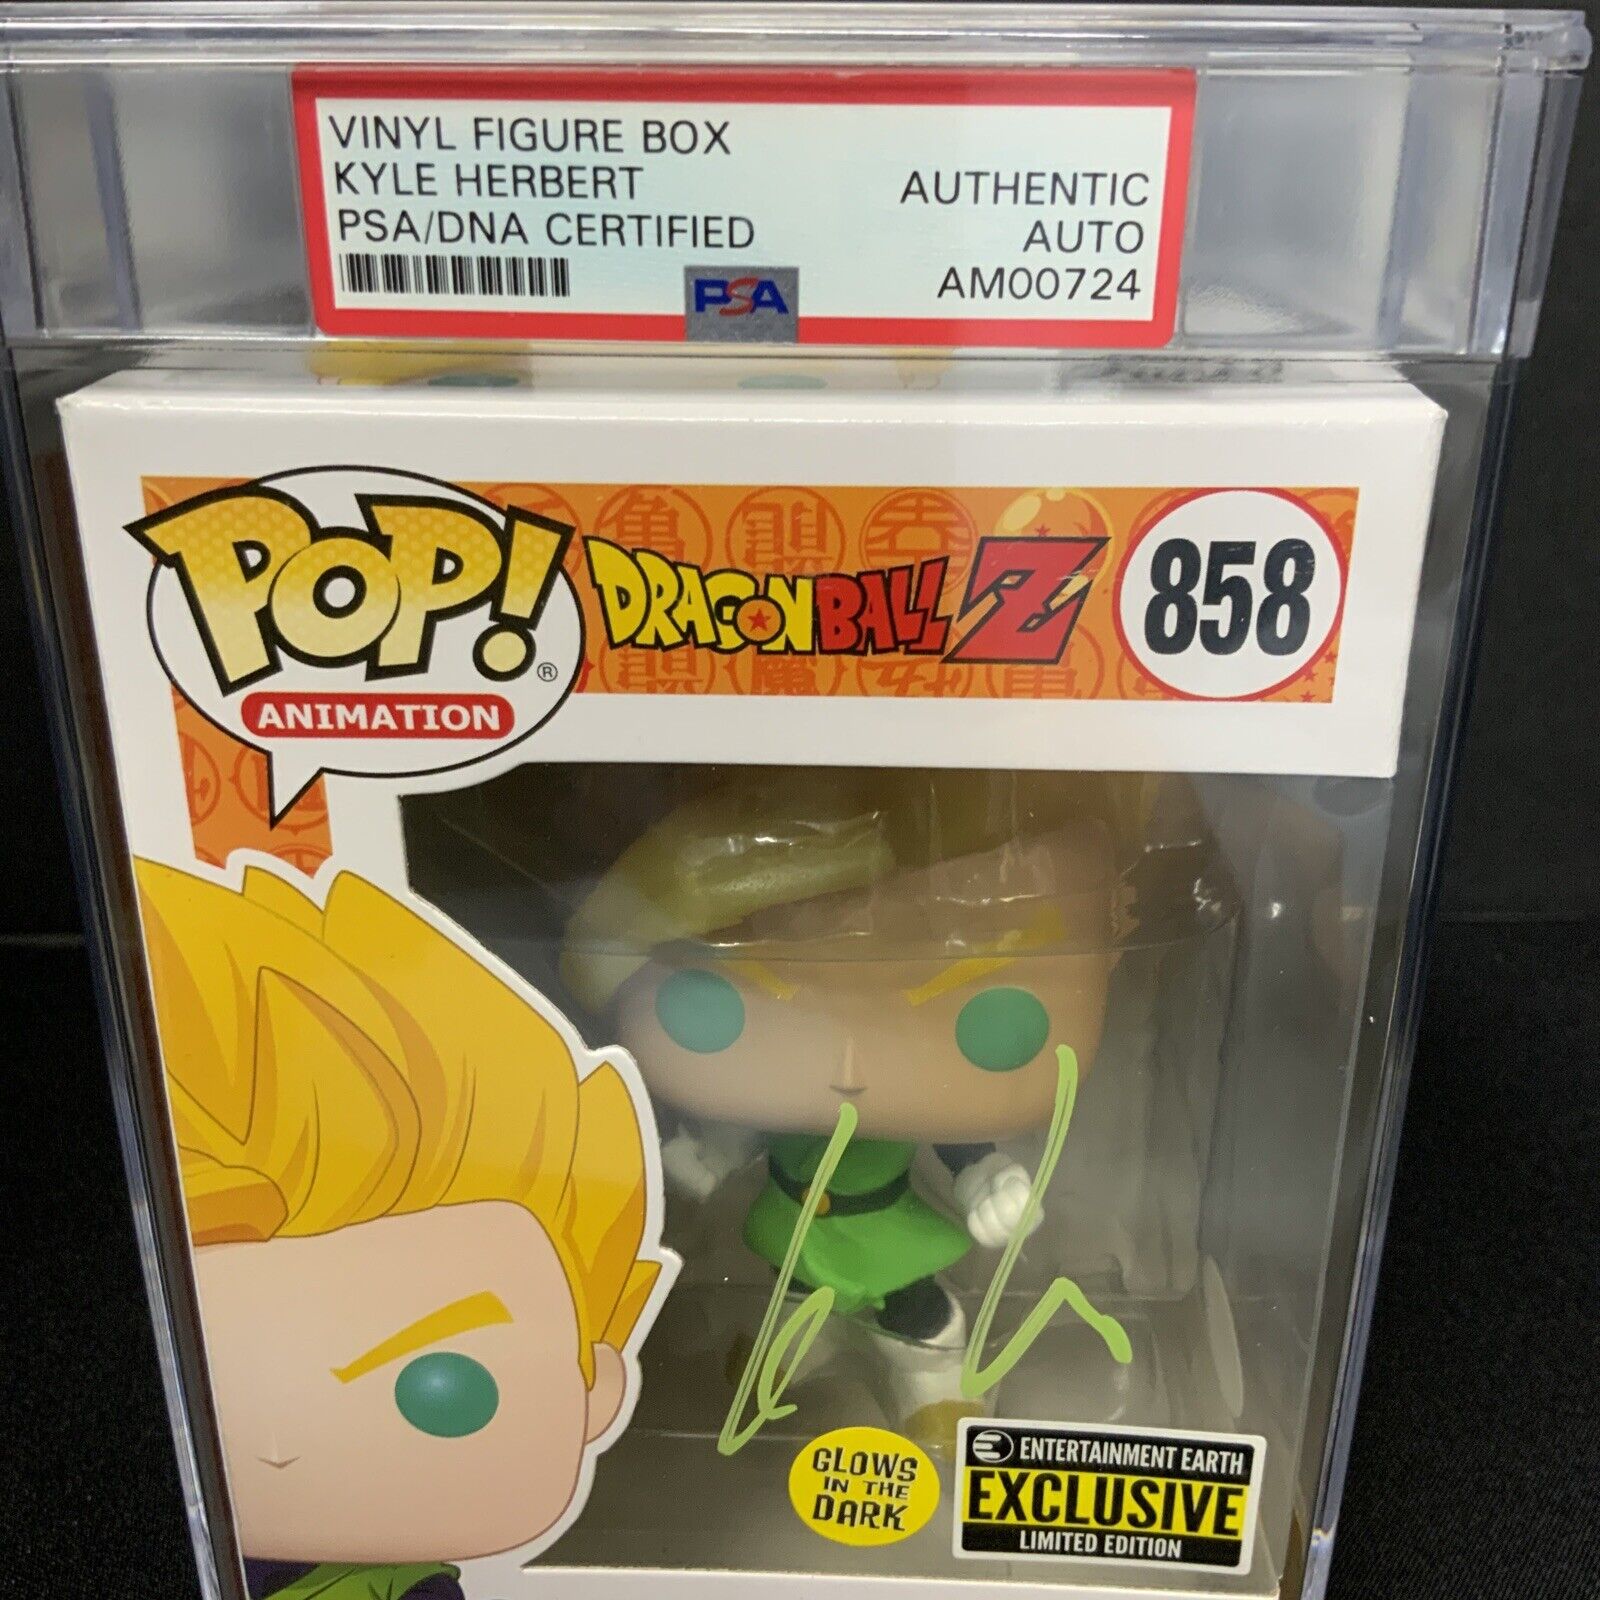 VINYL FIGURE BOX
KYLE HERBERT
PSA/DNA CERTIFIED
AUTHENTIC
AUTO
AM00724
PSA
POP!®
ANIMATION
DRAGONBALL Z
858
GLOWS
IN THE
DARK
ENTERTAINMENT EARTH
EXCLUSIVE
LIMITED EDITION